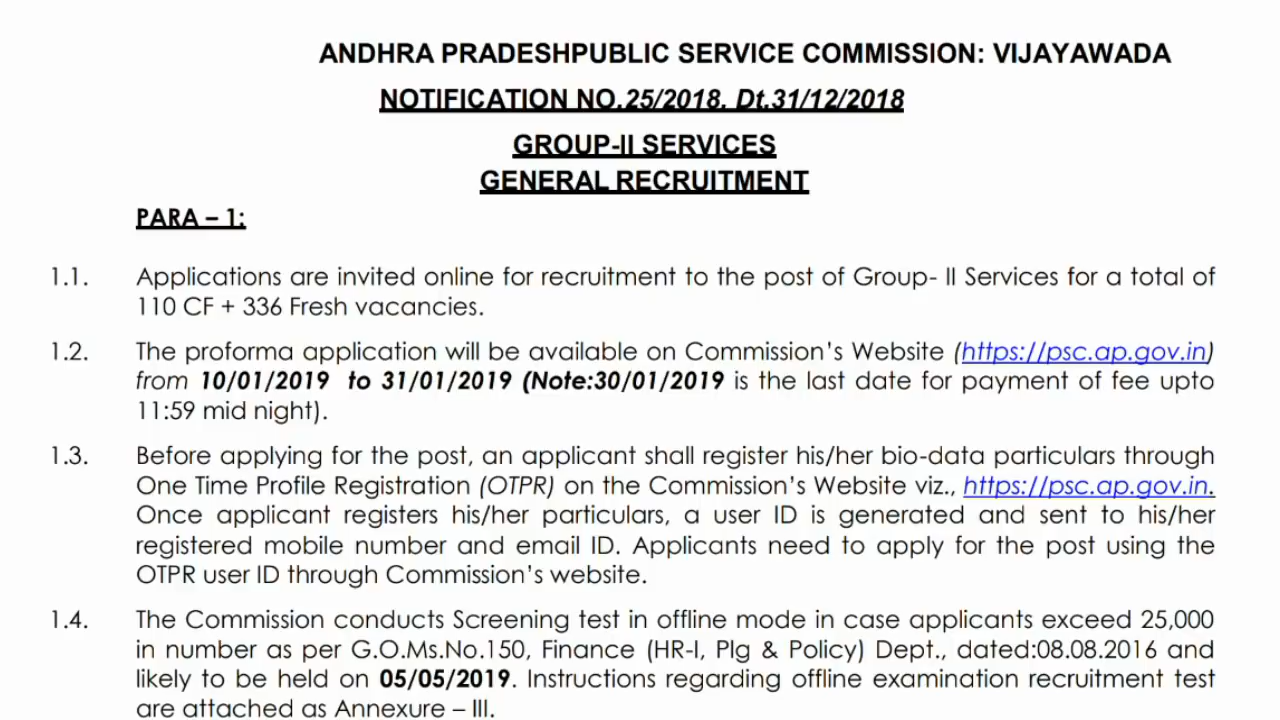 ANDHRA PRADESHPUBLIC SERVICE COMMISSION: VIJAYAWADA
NOTIFICATION NO.25/2018, Dt.31/12/2018
GROUP-II SERVICES
GENERAL RECRUITMENT
PARA – 1:
1.1. Applications are invited online for recruitment to the post of Group- II Services for a total of
110 CF + 336 Fresh vacancies.
1.2. The proforma application will be available on Commission's Website (https://psc.ap.gov.in)
from 10/01/2019 to 31/01/2019 (Note:30/01/2019 is the last date for payment of fee upto
11:59 mid night).
1.3. Before applying for the post, an applicant shall register his/her bio-data particulars through
One Time Profile Registration (OTPR) on the Commission's Website viz., https://psc.ap.gov.in.
Once applicant registers his/her particulars, a user ID is generated and sent to his/her
registered mobile number and email ID. Applicants need to apply for the post using the
OTPR user ID through Commission's website.
1.4. The Commission conducts Screening test in offline mode in case applicants exceed 25,000
in number as per G.O.Ms.No.150, Finance (HR-I, Plg & Policy) Dept., dated:08.08.2016 and
likely to be held on 05/05/2019. Instructions regarding offline examination recruitment test
are attached as Annexure – III.